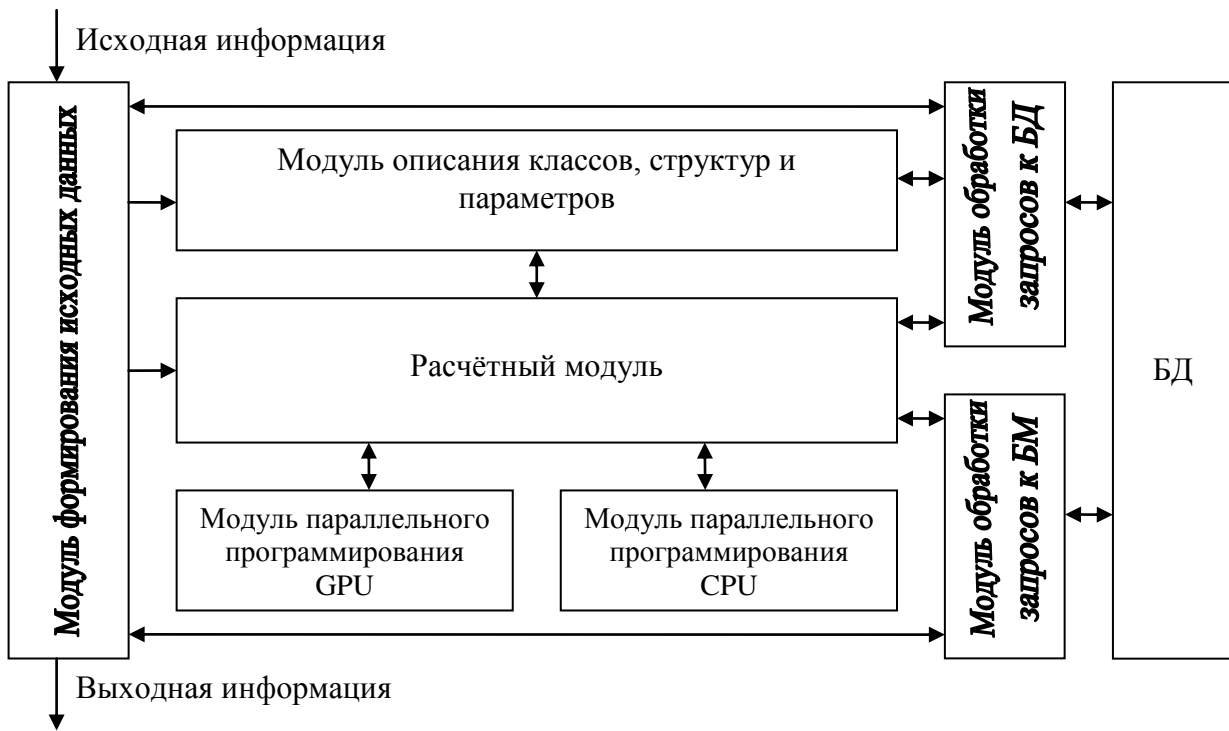 Исходная информация
Модуль формирования исходных данных
Модуль описания классов, структур и
параметров
Модуль обработки
запросов к БД
Расчётный модуль
БД
Модуль параллельного
программирования
GPU
Модуль параллельного
программирования
CPU
Модуль обработки
запросов к БМ
Выходная информация